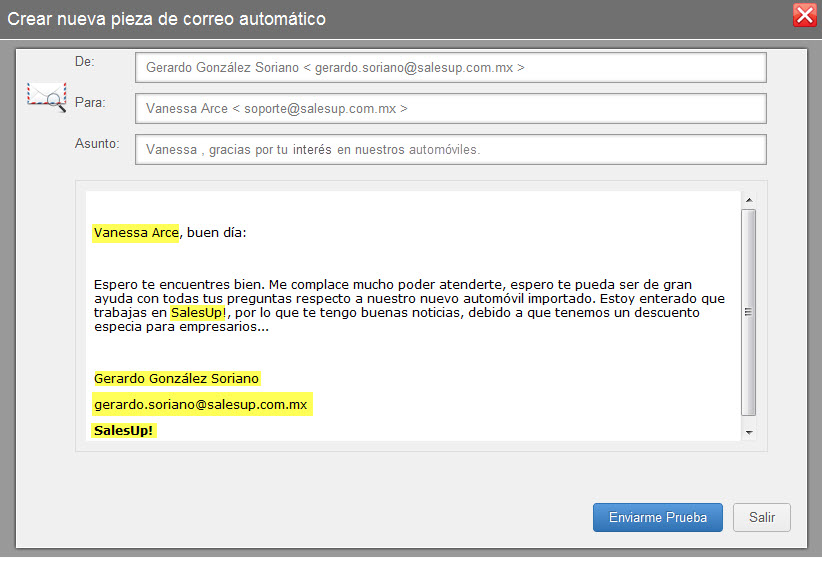 Crear nueva pieza de correo automático
De:
Gerardo González Soriano < gerardo.soriano@salesup.com.mx >
Para:
Vanessa Arce < soporte@salesup.com.mx >
Asunto:
Vanessa , gracias por tu interés en nuestros automóviles.
Vanessa Arce, buen día:
Espero te encuentres bien. Me complace mucho poder atenderte, espero te pueda ser de gran
ayuda con todas tus preguntas respecto a nuestro nuevo automóvil importado. Estoy enterado que
trabajas en SalesUp!, por lo que te tengo buenas noticias, debido a que tenemos un descuento
especia para empresarios...
Gerardo González Soriano
gerardo.soriano@salesup.com.mx
SalesUp!
Enviarme Prueba
Salir